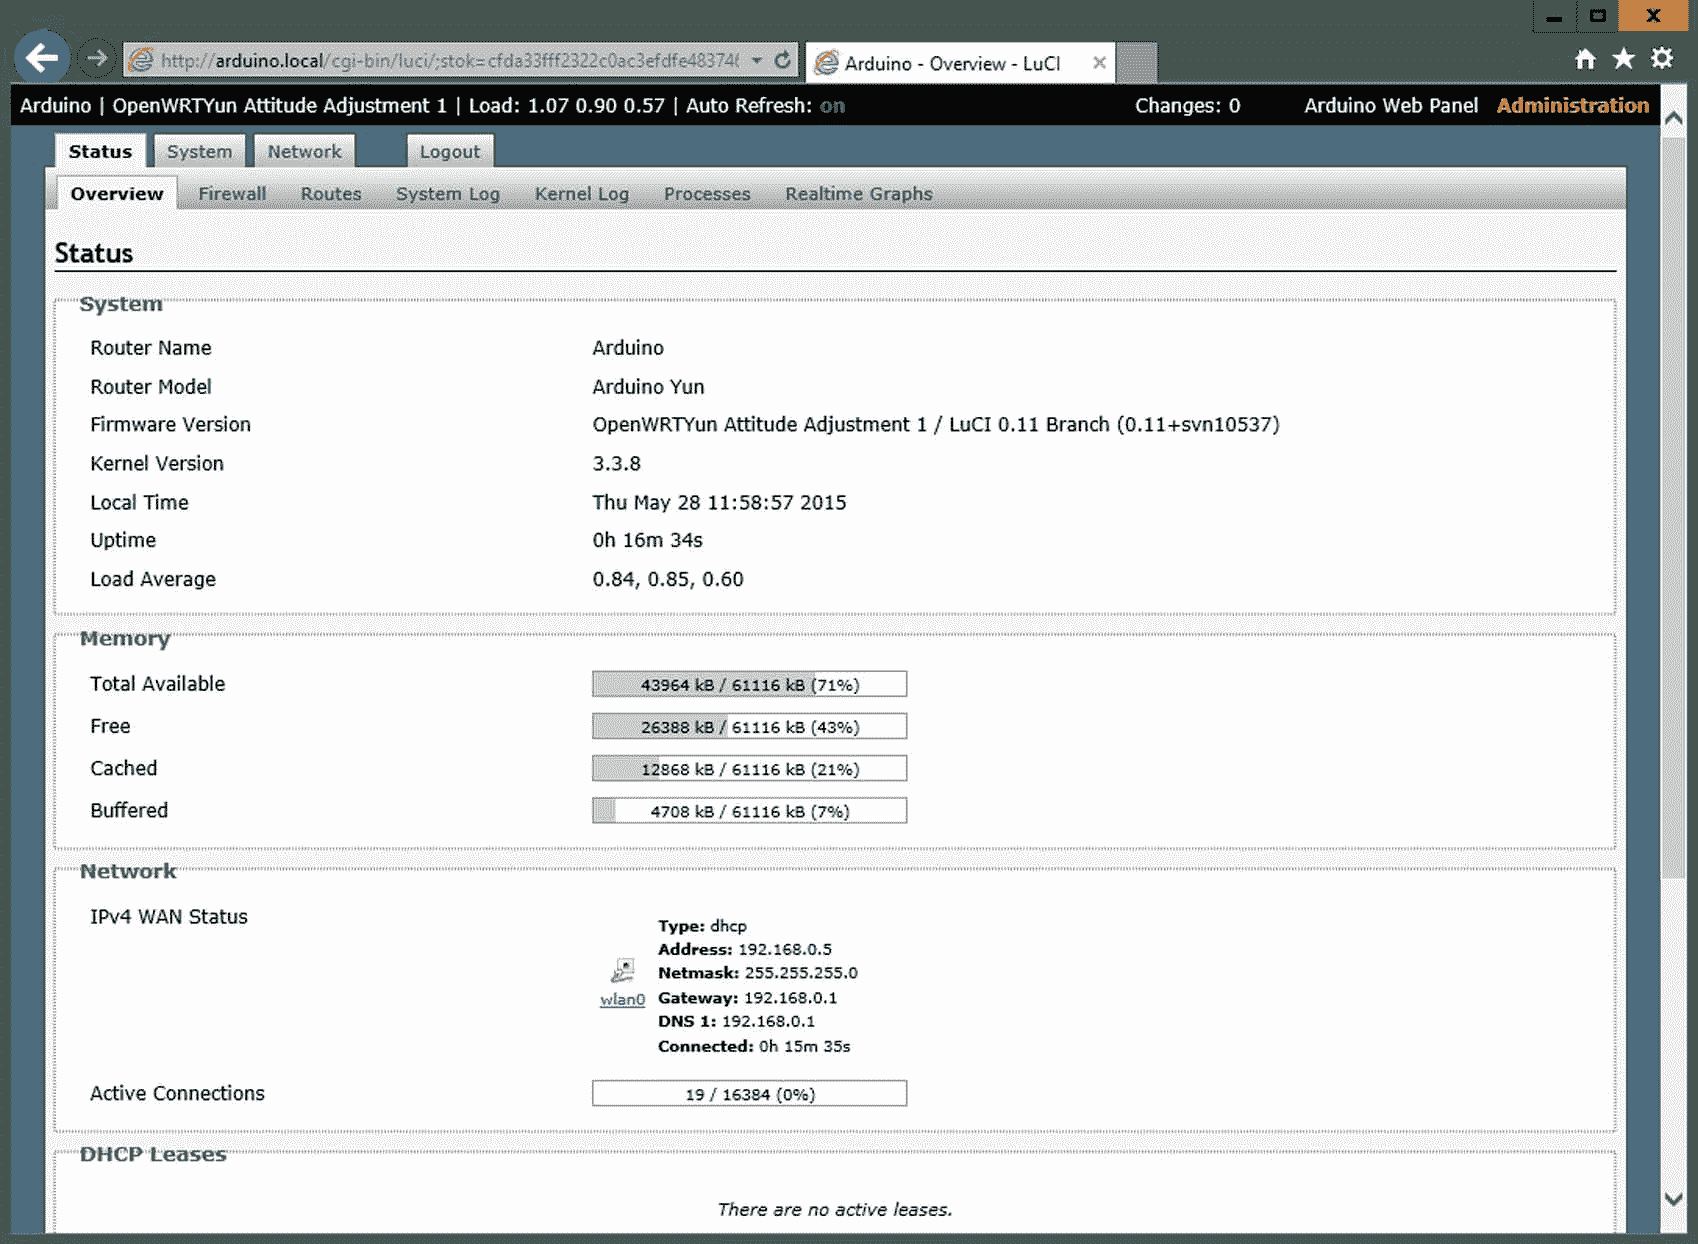 http://arduino.local/cgi-bin/luci/;stok=cfda33fff2322c0ac3efdfe48374
Arduino - Overview - LuCI
Arduino | OpenWRTYun Attitude Adjustment 1 | Load: 1.07 0.90 0.57 | Auto Refresh: on Changes: 0 Arduino Web Panel Administration
Status System Network Logout
Overview Firewall Routes System Log Kernel Log Processes Realtime Graphs
Status
System
Router Name Arduino
Router Model Arduino Yun
Firmware Version OpenWRTYun Attitude Adjustment 1 / LuCI 0.11 Branch (0.11+svn10537)
Kernel Version 3.3.8
Local Time Thu May 28 11:58:57 2015
Uptime 0h 16m 34s
Load Average 0.84, 0.85, 0.60
Memory
Total Available 43964 kB / 61116 kB (71%)
Free 26388 kB / 61116 kB (43%)
Cached 12868 kB / 61116 kB (21%)
Buffered 4708 kB / 61116 kB (7%)
Network
IPv4 WAN Status
Type: dhcp
Address: 192.168.0.5
Netmask: 255.255.255.0
wlan0 Gateway: 192.168.0.1
DNS 1: 192.168.0.1
Connected: 0h 15m 35s
Active Connections 19 / 16384 (0%)
DHCP Leases
There are no active leases.